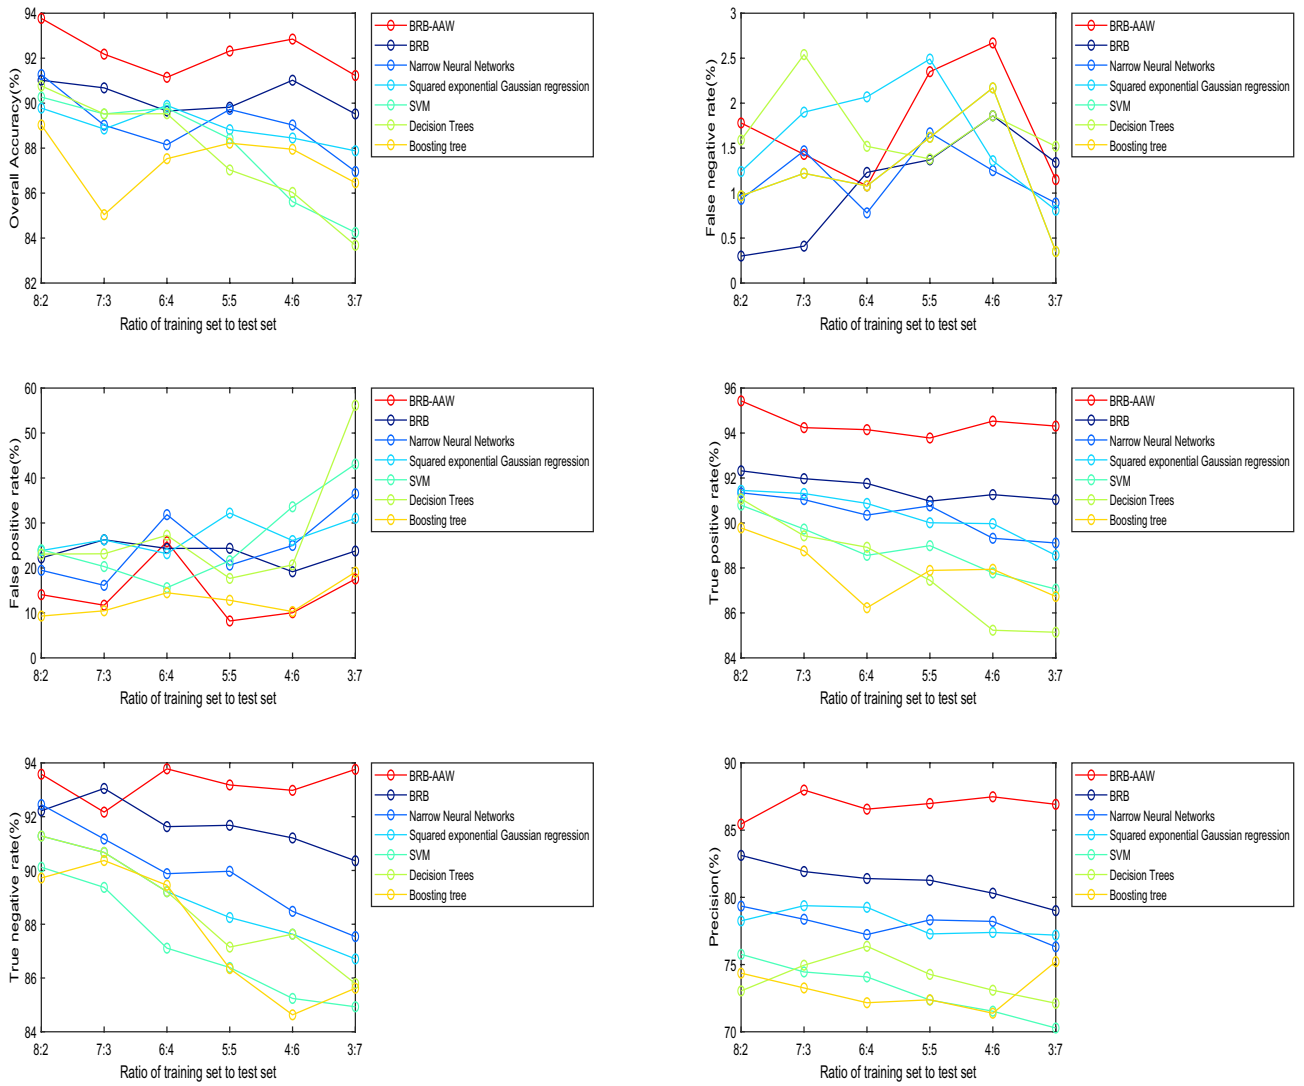 94
92
90
88
86
84
82
Overall Accuracy(%)
8:2 7:3 6:4 5:5 4:6 3:7
Ratio of training set to test set
BRB-AAW
BRB
Narrow Neural Networks
Squared exponential Gaussian regression
SVM
Decision Trees
Boosting tree
3
2.5
2
1.5
1
0.5
0
False negative rate(%)
8:2 7:3 6:4 5:5 4:6 3:7
Ratio of training set to test set
BRB-AAW
BRB
Narrow Neural Networks
Squared exponential Gaussian regression
SVM
Decision Trees
Boosting tree
60
50
40
30
20
10
0
False positive rate(%)
8:2 7:3 6:4 5:5 4:6 3:7
Ratio of training set to test set
BRB-AAW
BRB
Narrow Neural Networks
Squared exponential Gaussian regression
SVM
Decision Trees
Boosting tree
96
94
92
90
88
86
84
True positive rate(%)
8:2 7:3 6:4 5:5 4:6 3:7
Ratio of training set to test set
BRB-AAW
BRB
Narrow Neural Networks
Squared exponential Gaussian regression
SVM
Decision Trees
Boosting tree
94
92
90
88
86
84
True negative rate(%)
8:2 7:3 6:4 5:5 4:6 3:7
Ratio of training set to test set
BRB-AAW
BRB
Narrow Neural Networks
Squared exponential Gaussian regression
SVM
Decision Trees
Boosting tree
90
85
80
75
70
Precision(%)
8:2 7:3 6:4 5:5 4:6 3:7
Ratio of training set to test set
BRB-AAW
BRB
Narrow Neural Networks
Squared exponential Gaussian regression
SVM
Decision Trees
Boosting tree